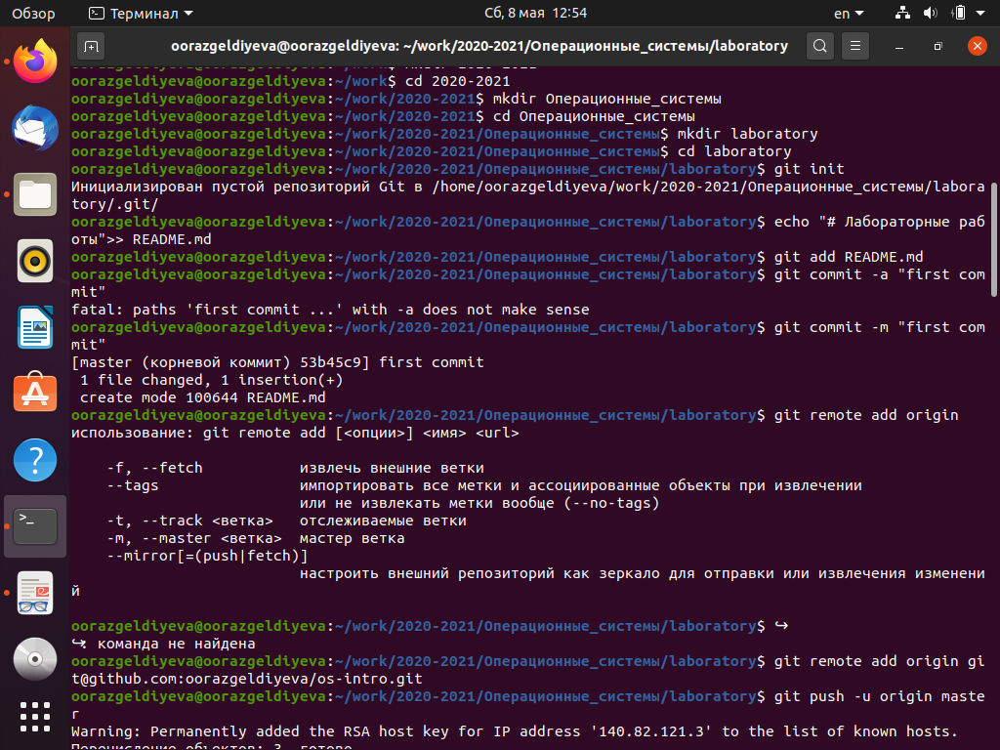 Обзор Терминал Сб, 8 мая 12:54 en
oorazgeldiyeva@oorazgeldiyeva: ~/work/2020-2021/Операционные_системы/laboratory
oorazgeldiyeva@oorazgeldiyeva:~/work$ mkdir 2020-2021
oorazgeldiyeva@oorazgeldiyeva:~/work$ cd 2020-2021
oorazgeldiyeva@oorazgeldiyeva:~/work/2020-2021$ mkdir Операционные_системы
oorazgeldiyeva@oorazgeldiyeva:~/work/2020-2021$ cd Операционные_системы
oorazgeldiyeva@oorazgeldiyeva:~/work/2020-2021/Операционные_системы$ mkdir laboratory
oorazgeldiyeva@oorazgeldiyeva:~/work/2020-2021/Операционные_системы$ cd laboratory
oorazgeldiyeva@oorazgeldiyeva:~/work/2020-2021/Операционные_системы/laboratory$ git init
Инициализирован пустой репозиторий Git в /home/oorazgeldiyeva/work/2020-2021/Операционные_системы/labora
tory/.git/
oorazgeldiyeva@oorazgeldiyeva:~/work/2020-2021/Операционные_системы/laboratory$ echo "# Лабораторные раб
оты">> README.md
oorazgeldiyeva@oorazgeldiyeva:~/work/2020-2021/Операционные_системы/laboratory$ git add README.md
oorazgeldiyeva@oorazgeldiyeva:~/work/2020-2021/Операционные_системы/laboratory$ git commit -a "first com
mit"
fatal: paths 'first commit ...' with -a does not make sense
oorazgeldiyeva@oorazgeldiyeva:~/work/2020-2021/Операционные_системы/laboratory$ git commit -m "first com
mit"
[master (корневой коммит) 53b45c9] first commit
 1 file changed, 1 insertion(+)
 create mode 100644 README.md
oorazgeldiyeva@oorazgeldiyeva:~/work/2020-2021/Операционные_системы/laboratory$ git remote add origin
использование: git remote add [<опции>] <имя> <url>
-f, --fetch извлечь внешние ветки
--tags импортировать все метки и ассоциированные объекты при извлечении
или не извлекать метки вообще (--no-tags)
-t, --track <ветка> отслеживаемые ветки
-m, --master <ветка> мастер ветка
--mirror[=(push|fetch)]
настроить внешний репозиторий как зеркало для отправки или извлечения изменени
й
oorazgeldiyeva@oorazgeldiyeva:~/work/2020-2021/Операционные_системы/laboratory$ ↪
↪: команда не найдена
oorazgeldiyeva@oorazgeldiyeva:~/work/2020-2021/Операционные_системы/laboratory$ git remote add origin gi
t@github.com:oorazgeldiyeva/os-intro.git
oorazgeldiyeva@oorazgeldiyeva:~/work/2020-2021/Операционные_системы/laboratory$ git push -u origin maste
r
Warning: Permanently added the RSA host key for IP address '140.82.121.3' to the list of known hosts.
Перечисление объектов: 3, готово.